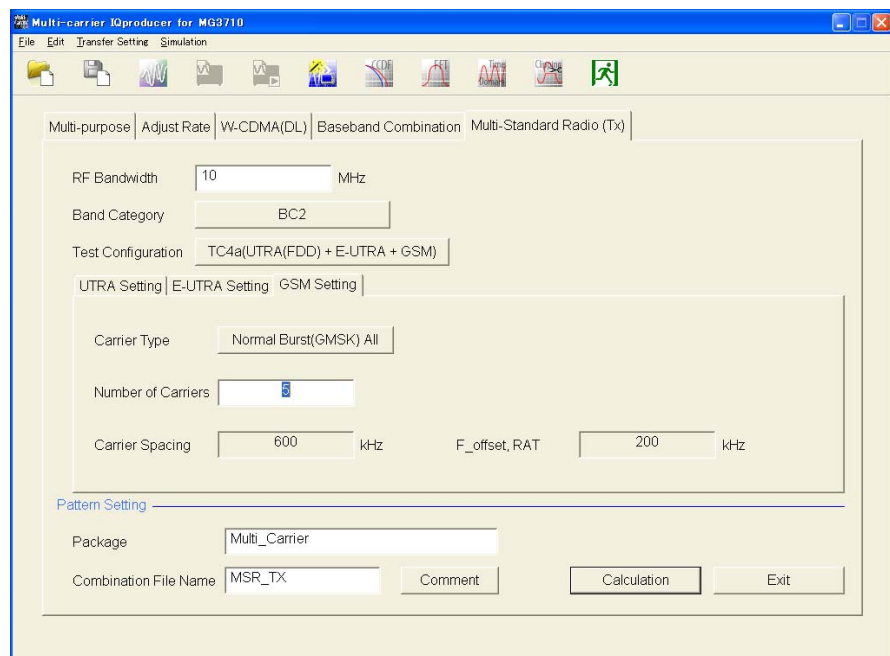 Multi-carrier IQproducer for MG3710
File Edit Transfer Setting Simulation
CCDF FFT Time Domain Clipping
Multi-purpose Adjust Rate W-CDMA(DL) Baseband Combination Multi-Standard Radio (Tx)
RF Bandwidth 10 MHz
Band Category BC2
Test Configuration TC4a(UTRA(FDD) + E-UTRA + GSM)
UTRA Setting E-UTRA Setting GSM Setting
Carrier Type Normal Burst(GMSK) All
Number of Carriers 5
Carrier Spacing 600 kHz F_offset, RAT 200 kHz
Pattern Setting
Package Multi_Carrier
Combination File Name MSR_TX Comment Calculation Exit